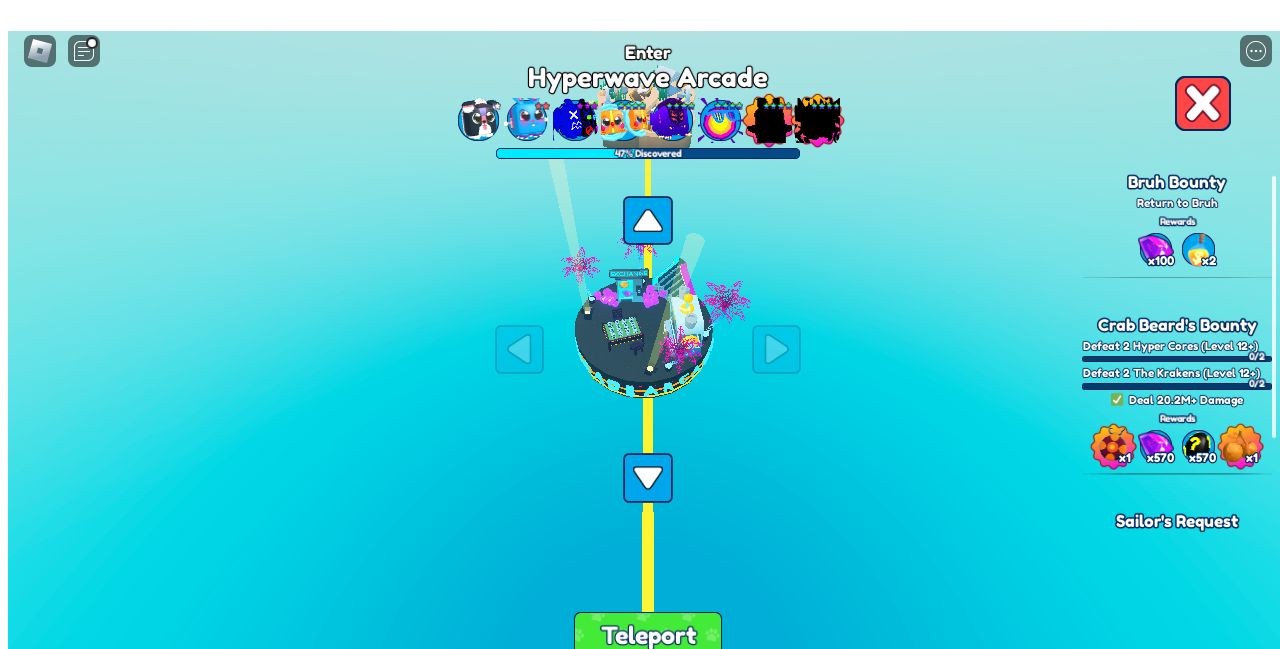 Enter
Hyperwave Arcade
47% Discovered
EXCHANGE
Teleport
Bruh Bounty
Return to Bruh
Rewards
x100
x2
Crab Beard's Bounty
Defeat 2 Hyper Cores (Level 12+)
0/2
Defeat 2 The Krakens (Level 12+)
0/2
Deal 20.2M+ Damage
Rewards
x1
x570
x570
x1
Sailor's Request